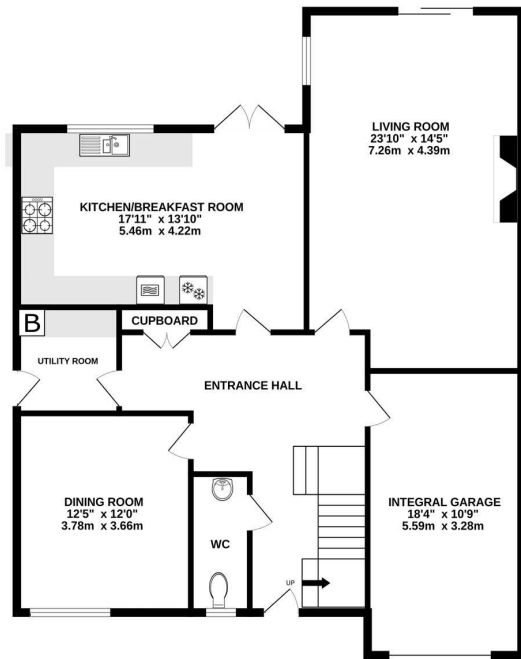 LIVING ROOM
23'10" x 14'5"
7.26m x 4.39m
KITCHEN/BREAKFAST ROOM
17'11" x 13'10"
5.46m x 4.22m
B
CUPBOARD
UTILITY ROOM
ENTRANCE HALL
DINING ROOM
12'5" x 12'0"
3.78m x 3.66m
WC
UP
INTEGRAL GARAGE
18'4" x 10'9"
5.59m x 3.28m